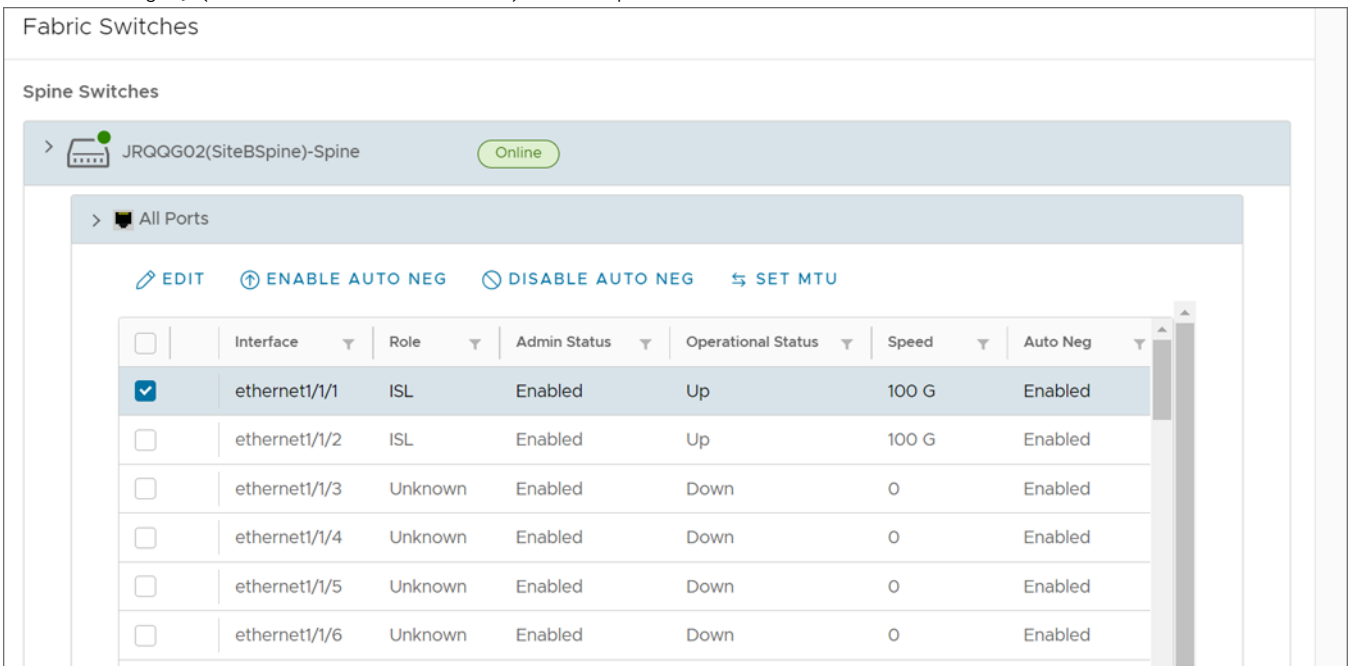 Fabric Switches
Spine Switches
JRQQG02(SiteBSpine)-Spine Online
All Ports
EDIT ENABLE AUTO NEG DISABLE AUTO NEG SET MTU
Interface Role Admin Status Operational Status Speed Auto Neg
ethernet1/1/1 ISL Enabled Up 100 G Enabled
ethernet1/1/2 ISL Enabled Up 100 G Enabled
ethernet1/1/3 Unknown Enabled Down 0 Enabled
ethernet1/1/4 Unknown Enabled Down 0 Enabled
ethernet1/1/5 Unknown Enabled Down 0 Enabled
ethernet1/1/6 Unknown Enabled Down 0 Enabled